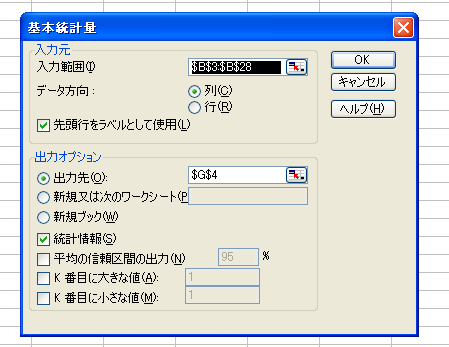 基本統計量
入力元
入力範囲(I)
$B$3:$B$28
OK
データ方向:
列(C)
キャンセル
行(R)
ヘルプ(H)
先頭行をラベルとして使用(L)
出力オプション
出力先(O):
$G$4
新規又は次のワークシート(P
新規ブック(W)
統計情報(S)
平均の信頼区間の出力(N)
95
%
K 番目に大きな値(A):
1
K 番目に小さな値(M):
1